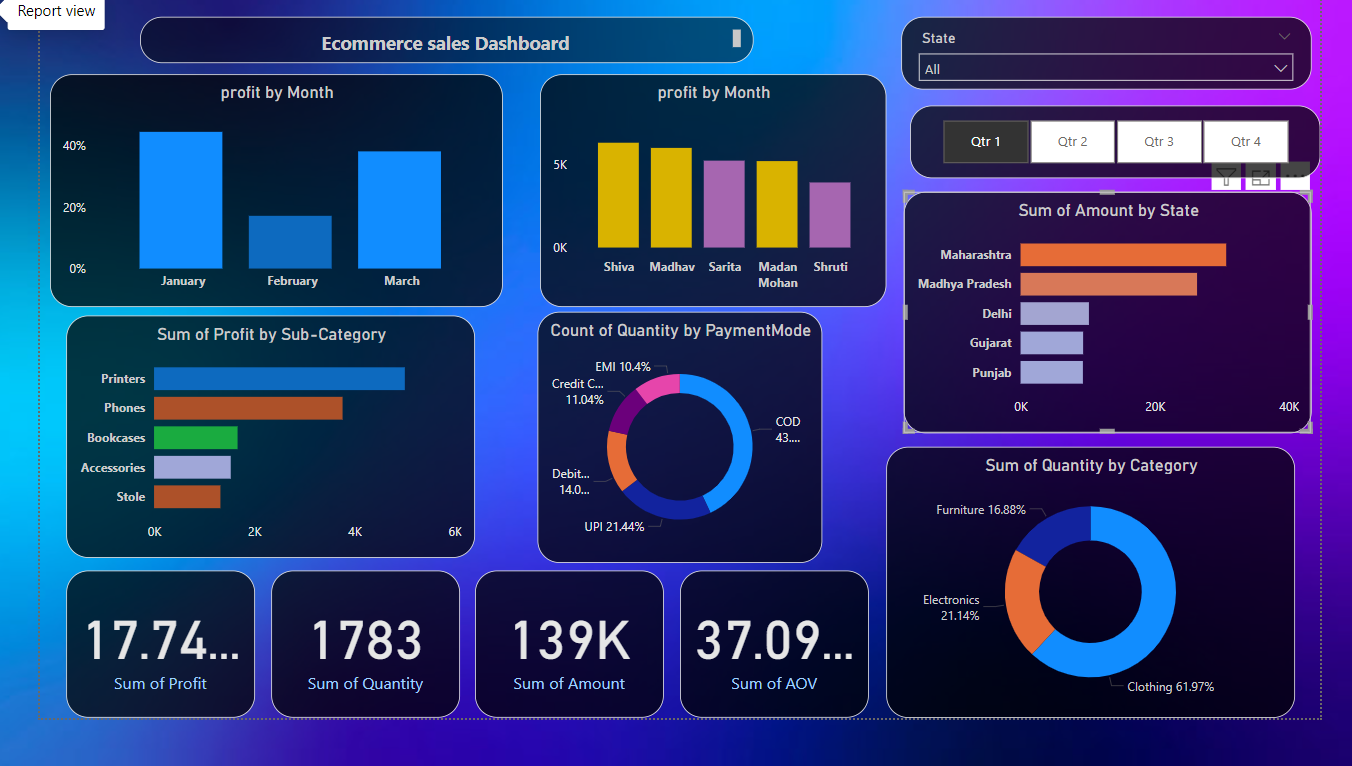 Report view
Ecommerce sales Dashboard
State
All
Qtr 1
Qtr 2
Qtr 3
Qtr 4
profit by Month
40%
20%
0%
January
February
March
profit by Month
5K
0K
Shiva
Madhav
Sarita
Madan
Mohan
Shruti
Sum of Amount by State
Maharashtra
Madhya Pradesh
Delhi
Gujarat
Punjab
0K
20K
40K
Sum of Profit by Sub-Category
Printers
Phones
Bookcases
Accessories
Stole
0K
2K
4K
6K
Count of Quantity by PaymentMode
EMI 10.4%
Credit C...
11.04%
COD
43....
Debit...
14.0...
UPI 21.44%
Sum of Quantity by Category
Furniture 16.88%
Electronics
21.14%
Clothing 61.97%
17.74...
Sum of Profit
1783
Sum of Quantity
139K
Sum of Amount
37.09...
Sum of AOV